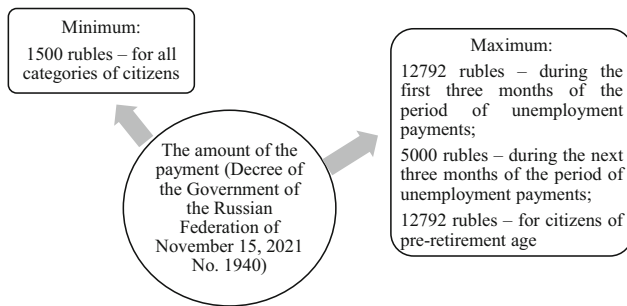 Minimum:
1500 rubles – for all
categories of citizens
Maximum:
12792 rubles – during the
first three months of the
period of unemployment
payments;
5000 rubles – during the next
three months of the period of
unemployment payments;
12792 rubles – for citizens of
pre-retirement age
The amount of the
payment (Decree of
the Government of
the Russian
Federation of
November 15, 2021
No. 1940)